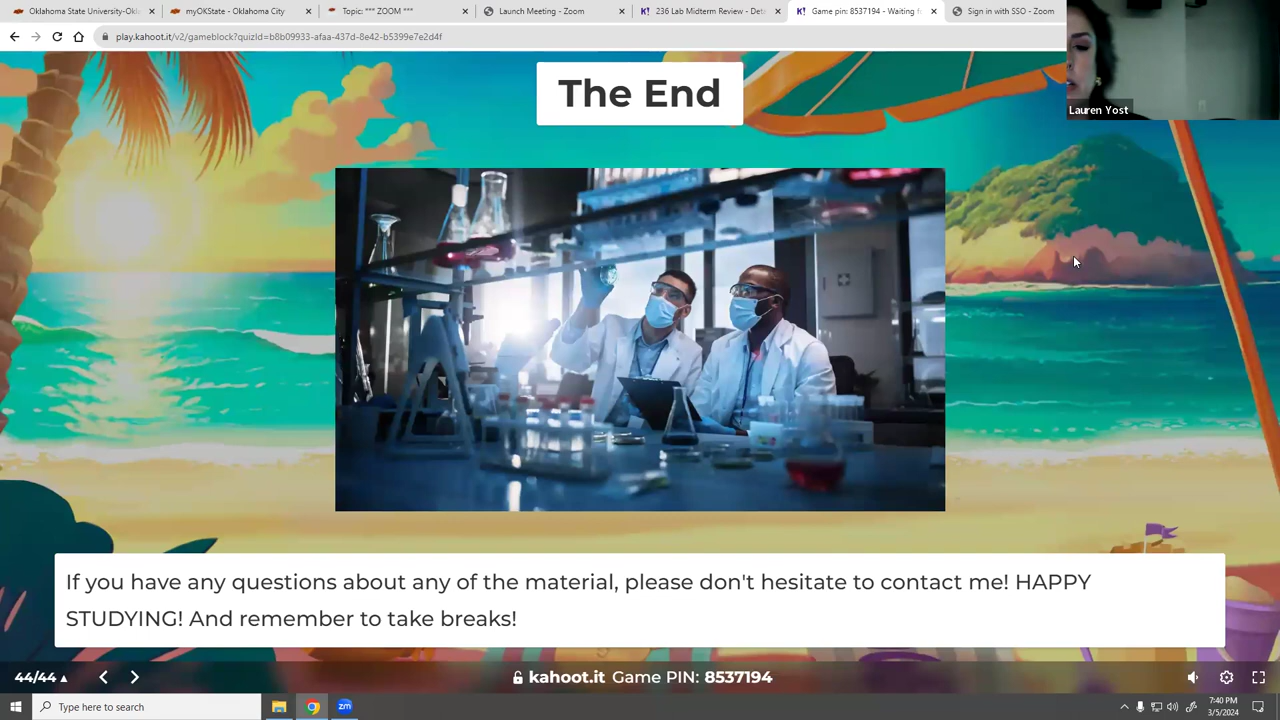 Oklahoma State University-Okl
myOKState - Oklahoma City
Topic: *** ZOOM ***
Launch Meeting - Zoom
236 Lab Midterm Review - Det
Game pin: 8537194 - Waiting f
Sign in with SSO - Zoom
play.kahoot.it/v2/gameblock?quizId=b8b09933-afaa-437d-8e42-b5399e7e2d4f
Lauren Yost
The End
If you have any questions about any of the material, please don't hesitate to contact me! HAPPY
STUDYING! And remember to take breaks!
44/44
kahoot.it Game PIN: 8537194
Type here to search
zm
7:40 PM
3/5/2024